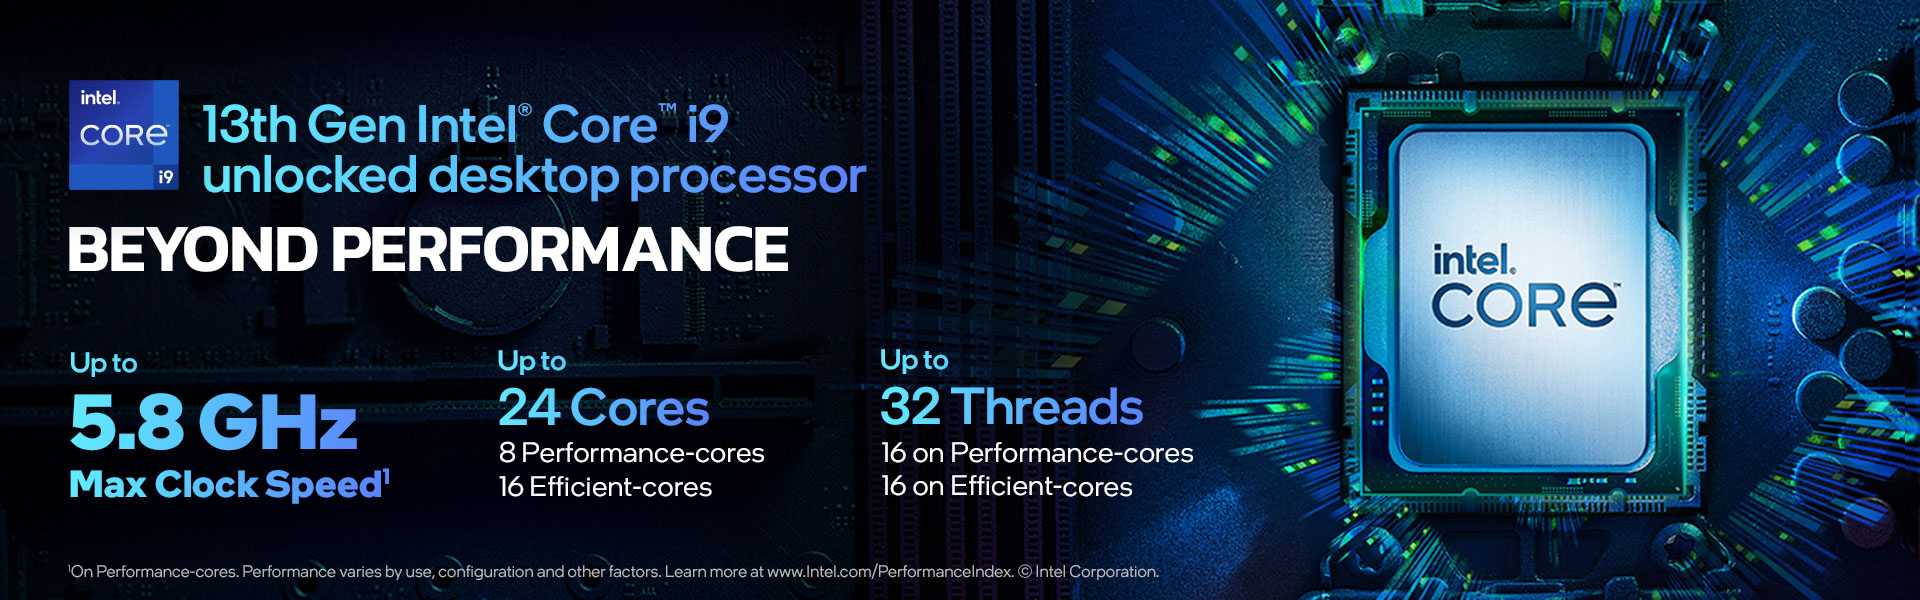 intel.
CORE™
i9
13th Gen Intel® Core™ i9
unlocked desktop processor
BEYOND PERFORMANCE
Up to
5.8 GHz
Max Clock Speed¹
Up to
24 Cores
8 Performance-cores
16 Efficient-cores
Up to
32 Threads
16 on Performance-cores
16 on Efficient-cores
intel.
CORE™
¹On Performance-cores. Performance varies by use, configuration and other factors. Learn more at www.Intel.com/PerformanceIndex. © Intel Corporation.